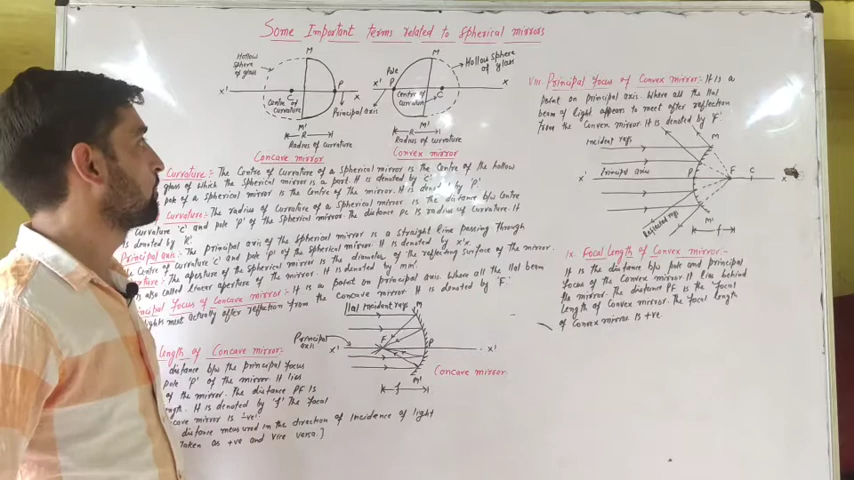 Some Important terms related to Spherical mirrors
Hollow
sphere
of glass
M
X'
C
P
X
Centre of
curvature
M'
R
Radius of curvature
Concave mirror
Principal axis
Pole
X'
P
M
Centre of
curvature
C
X
M'
R
Radius of curvature
Convex mirror
Hollow sphere
of glass
Curvature:- The Centre of Curvature of a spherical mirror is the Centre of the hollow
glass of which the spherical mirror is a part. It is denoted by 'C'.
pole of a spherical mirror is the Centre of the mirror. It is denoted by 'P'
Curvature:- The radius of Curvature of a spherical mirror is the distance b/w Centre
curvature 'C' and pole 'P' of the spherical mirror. The distance PC is radius of Curvature. It
is denoted by 'R'
Principal axis:- The principal axis of the spherical mirror is a straight line passing through
Centre of curvature 'C' and pole 'P' of the spherical mirror. It is denoted by X'X.
The aperture of the spherical mirror is the diameter of the reflecting surface of the mirror.
is also called linear aperture of the mirror. It is denoted by MM'
Focus of Concave mirror:- It is a point on principal axis. Where all the llal beam
lights meet actually after reflection from the Concave mirror. It is denoted by 'F'
llal Incident rays
Principal
axis
X'
M
F
P
X'
M'
f
Concave mirror
length of Concave mirror:-
distance b/w the principal focus
pole 'P' of the mirror. It lies
of the mirror. The distance PF is
It is denoted by 'f' The focal
mirror is -ve.
distance measured in the direction of incidence of light
taken as +ve and vice versa.]
VIII. Principal Focus of Convex mirror:- It is a
point on principal axis. Where all the llal
beam of light appears to meet after reflection
from the Convex mirror. It is denoted by 'F'
Incident rays
M
Principal axis
X'
P
F
C
X
M'
Reflected rays
f
IX. Focal Length of Convex mirror:-
It is the distance b/w pole and principal
focus of the Convex mirror. It lies behind
the mirror. The distance PF is the focal
length of Convex mirror. The focal length
of Convex mirror is +ve